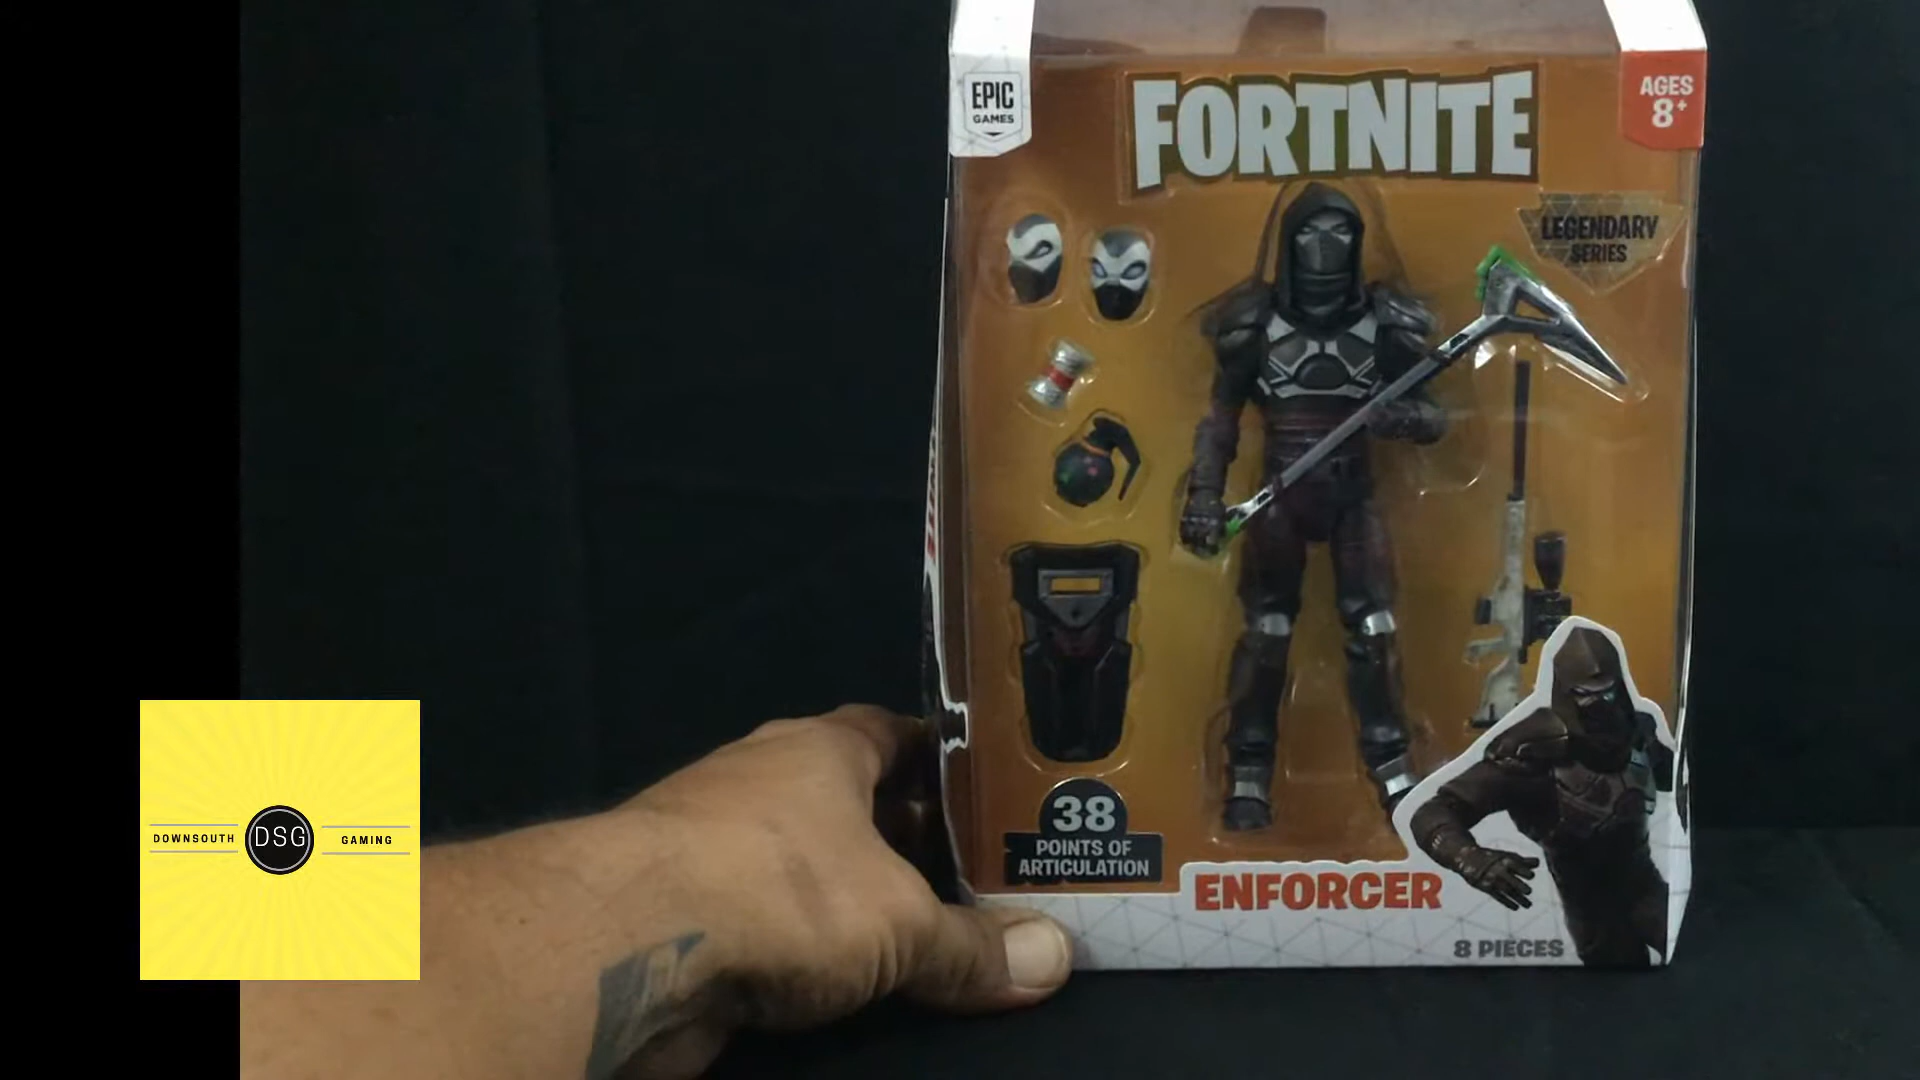 EPIC
GAMES
FORTNITE
AGES
8+
LEGENDARY
SERIES
38
POINTS OF
ARTICULATION
ENFORCER
8 PIECES
DOWNSOUTH
DSG
GAMING